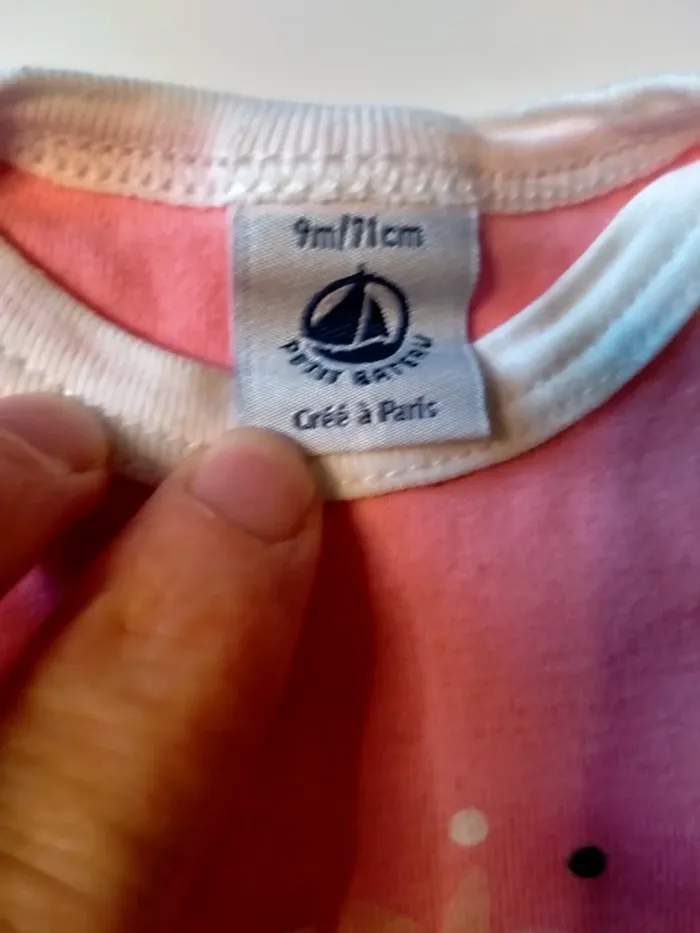 9m/71cm
PETIT BATEAU
Créé à Paris